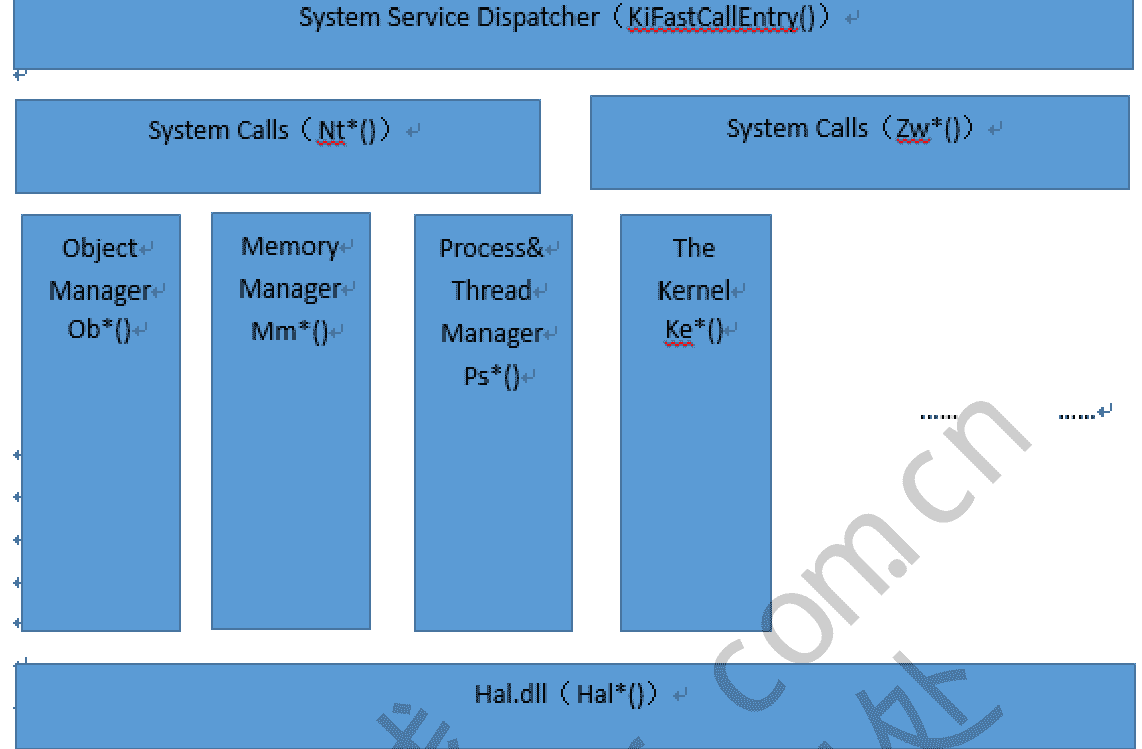 System Service Dispatcher（KiFastCallEntry()）
System Calls（Nt*()）
System Calls（Zw*()）
Object
Manager
Ob*()
Memory
Manager
Mm*()
Process&
Thread
Manager
Ps*()
The
Kernel
Ke*()
...... ......
Hal.dll（Hal*()）
com.cn
处